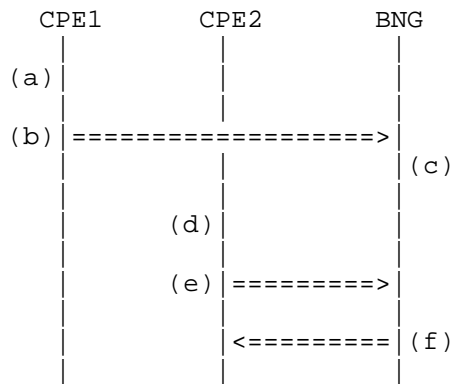 CPE1 CPE2 BNG
(a)
(b) ===================>
(c)
(d)
(e) =========>
<========= (f)